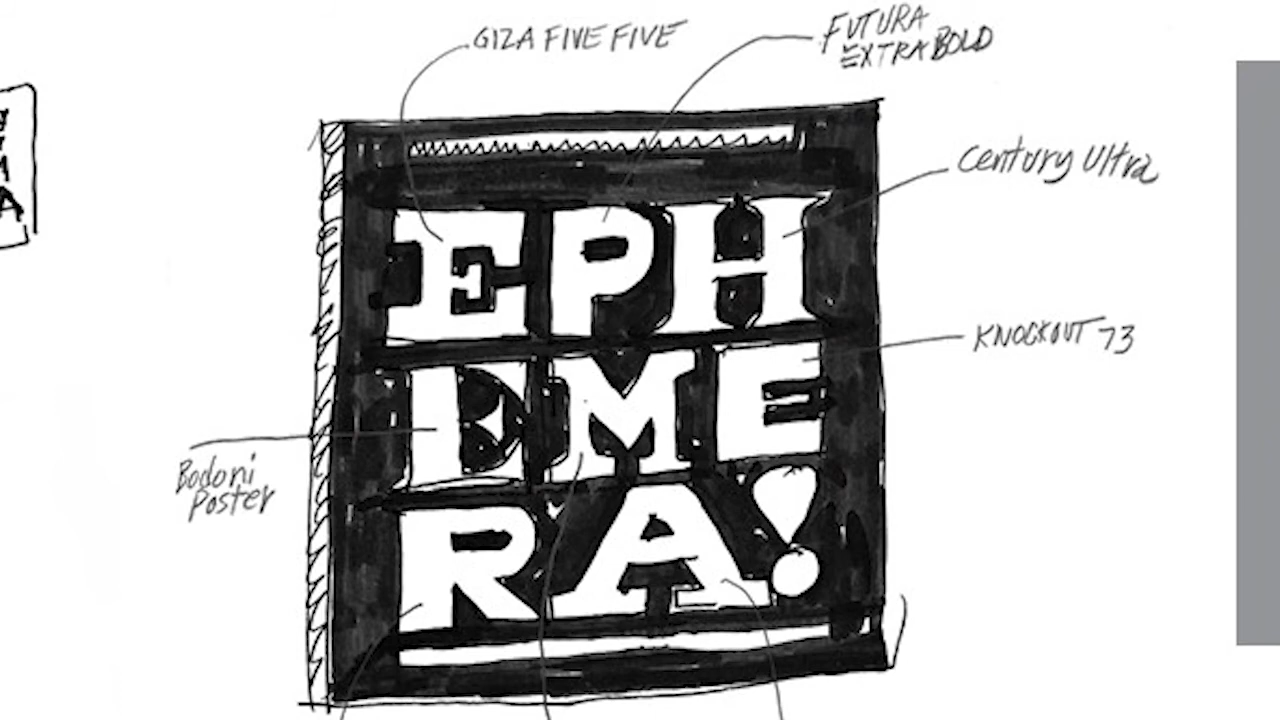 GIZA FIVE FIVE
FUTURA
EXTRA BOLD
Century Ultra
EPH
EME
RA!
KNOCKOUT 73
Bodoni
Poster